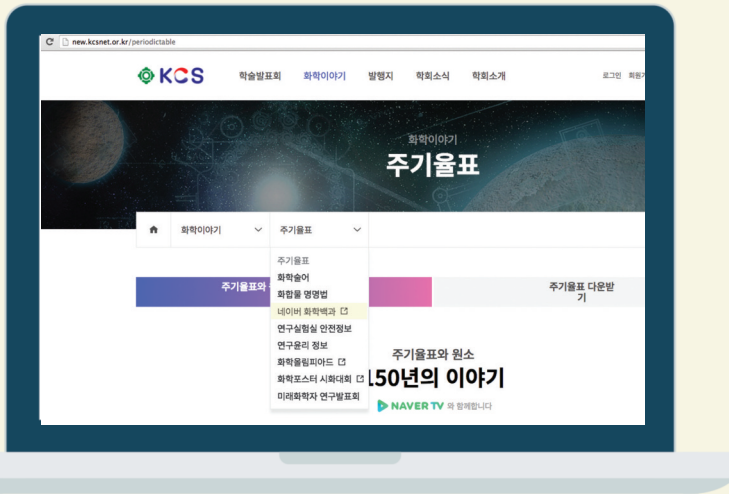 new.kcsnet.or.kr/periodictable
KCS 학술발표회 화학이야기 발행지 학회소식 학회소개 로그인
화학이야기
주기율표
화학이야기 주기율표
주기율표
화학술어
화합물 명명법
네이버 화학백과
연구실험실 안전정보
연구윤리 정보
화학올림피아드
화학포스터 시화대회
미래화학자 연구발표회
주기율표와
주기율표 다운받
기
주기율표와 원소
150년의 이야기
NAVER TV 와 함께합니다